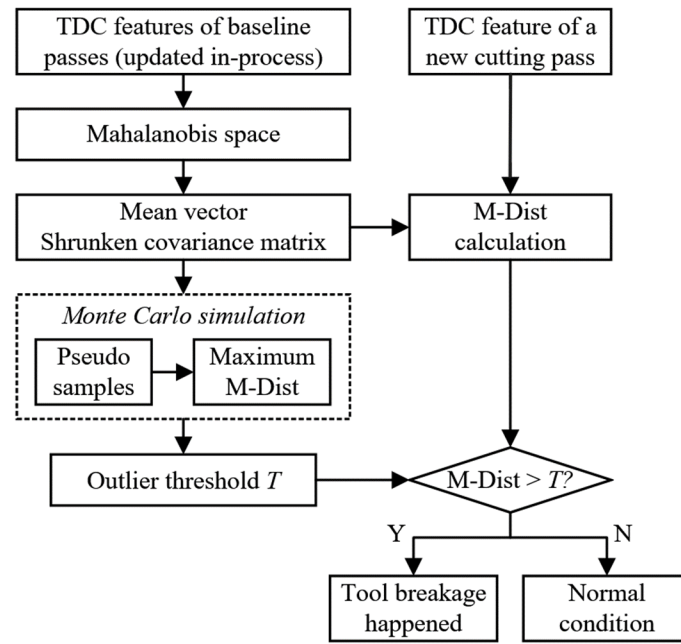 TDC features of baseline
passes (updated in-process)
TDC feature of a
new cutting pass
Mahalanobis space
Mean vector
Shrunken covariance matrix
M-Dist
calculation
Monte Carlo simulation
Pseudo
samples
Maximum
M-Dist
Outlier threshold T
M-Dist > T?
Y
N
Tool breakage
happened
Normal
condition